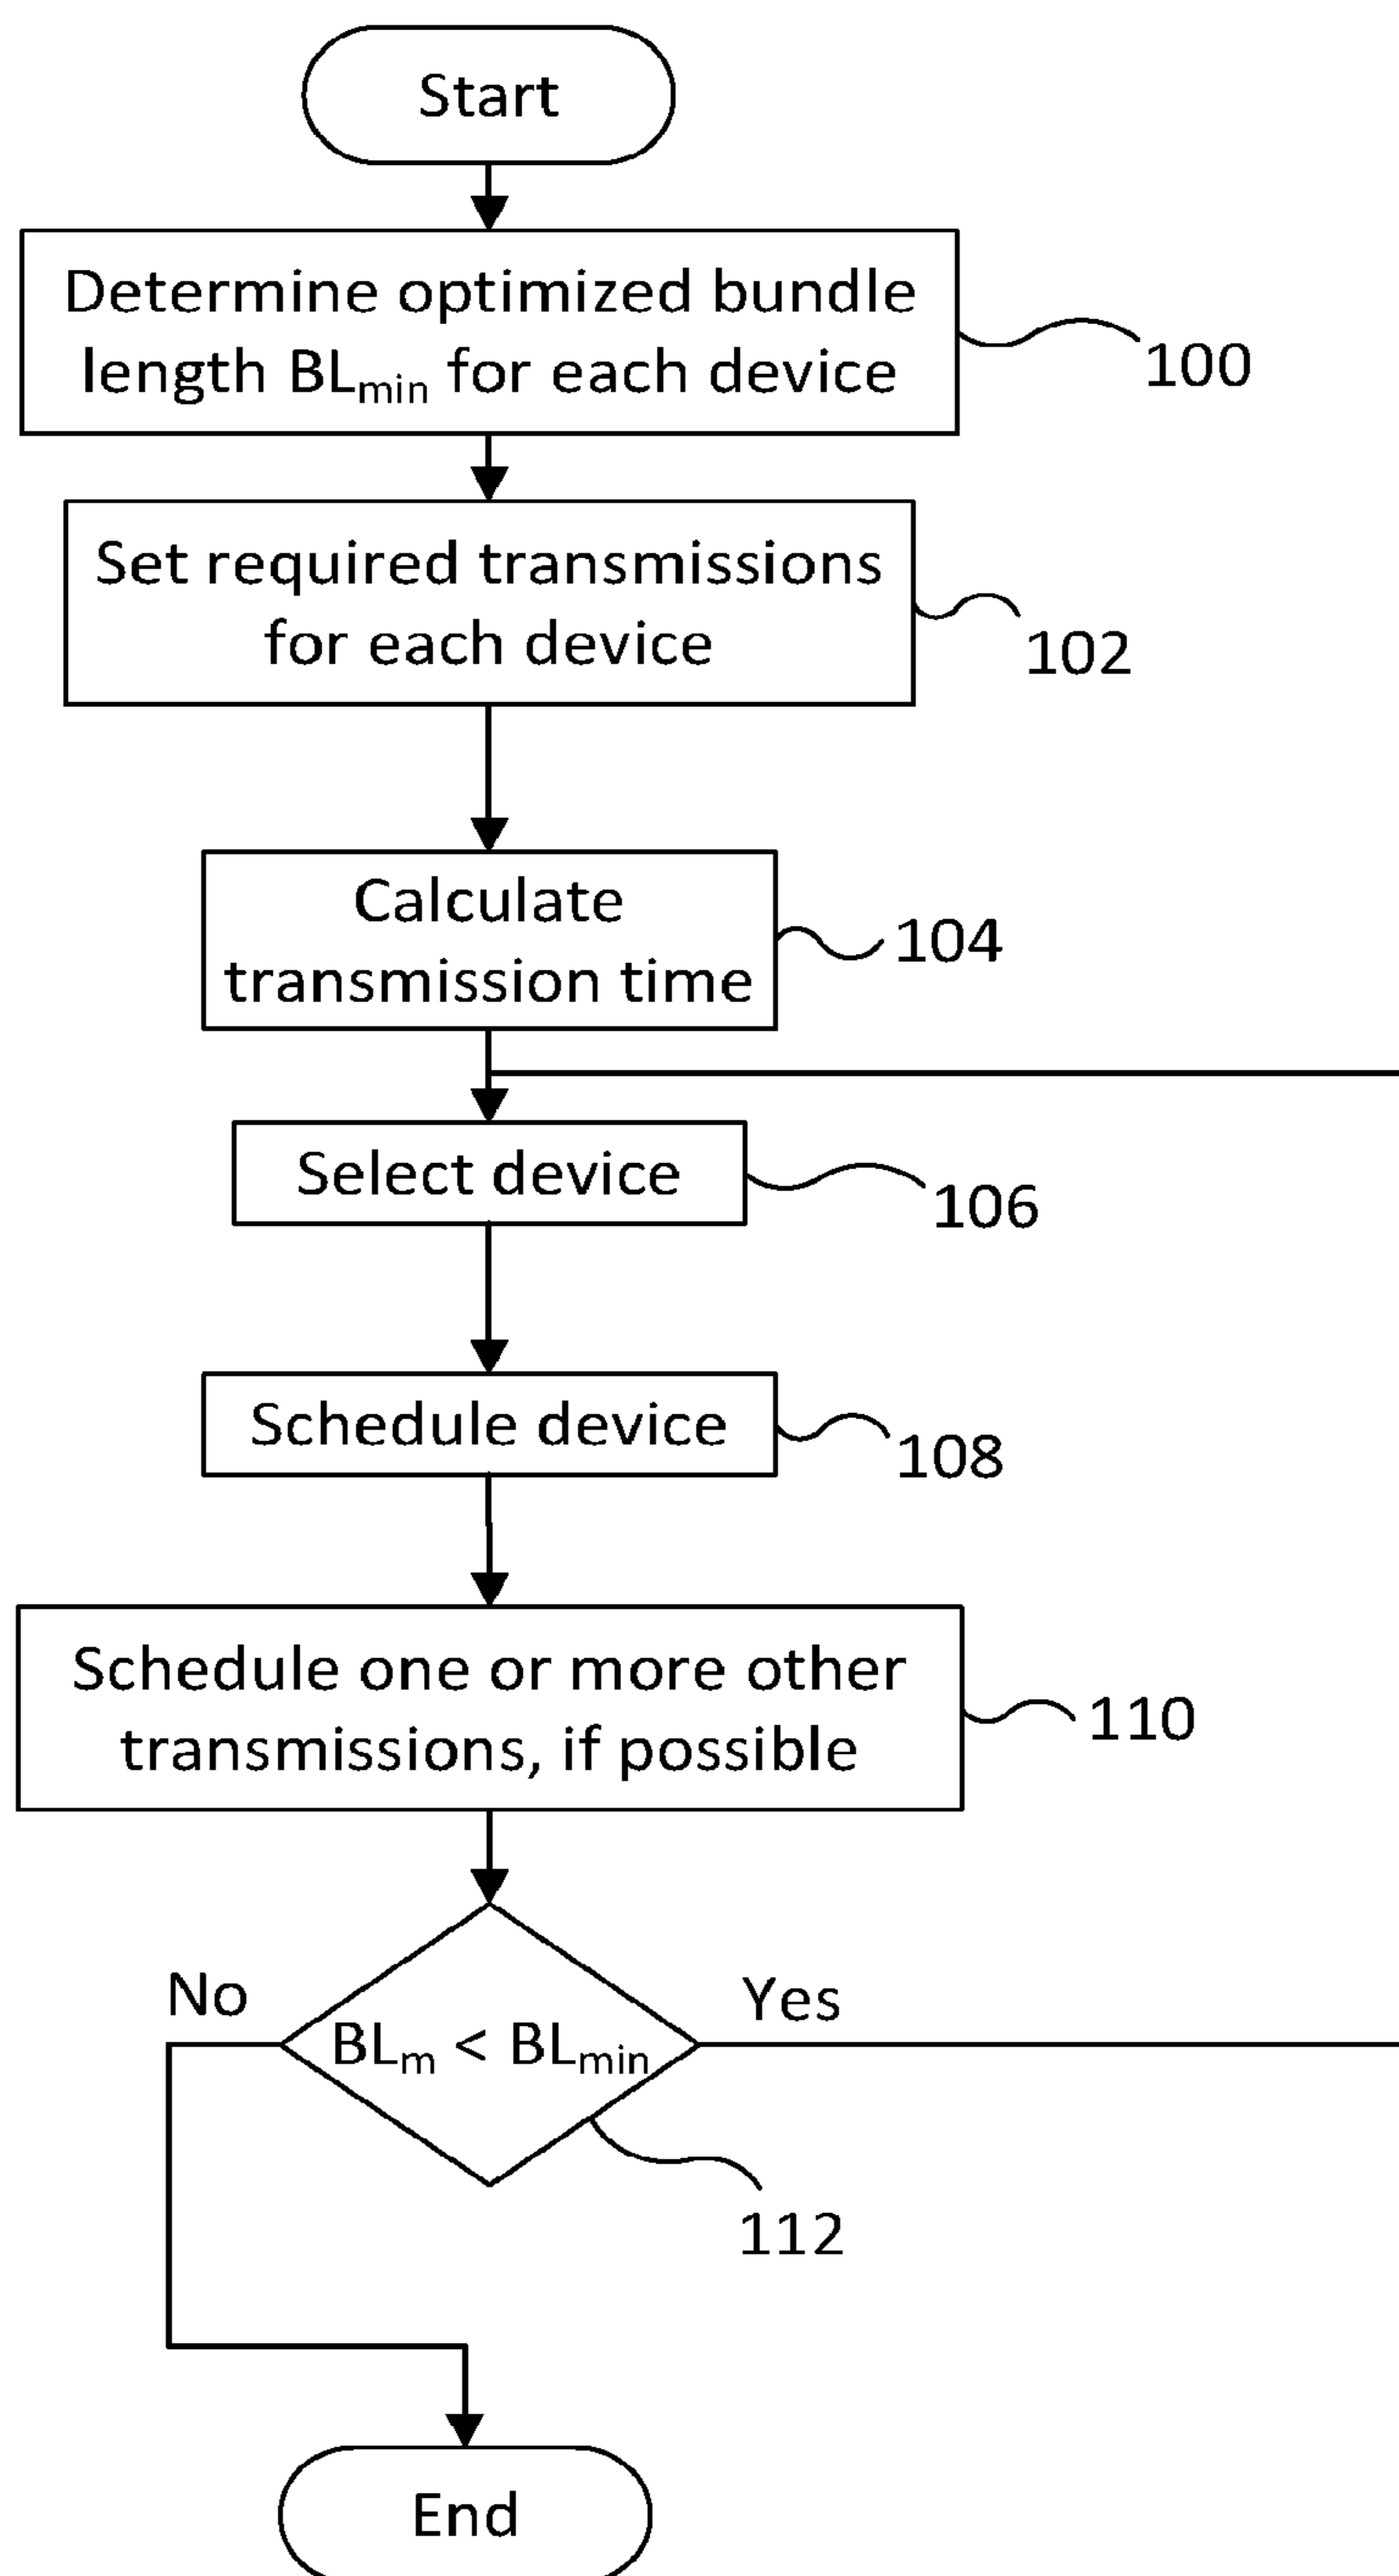 Start
Determine optimized bundle
length BLmin for each device
100
Set required transmissions
for each device
102
Calculate
transmission time
104
Select device
106
Schedule device
108
Schedule one or more other
transmissions, if possible
110
No
Yes
BLm < BLmin
112
End